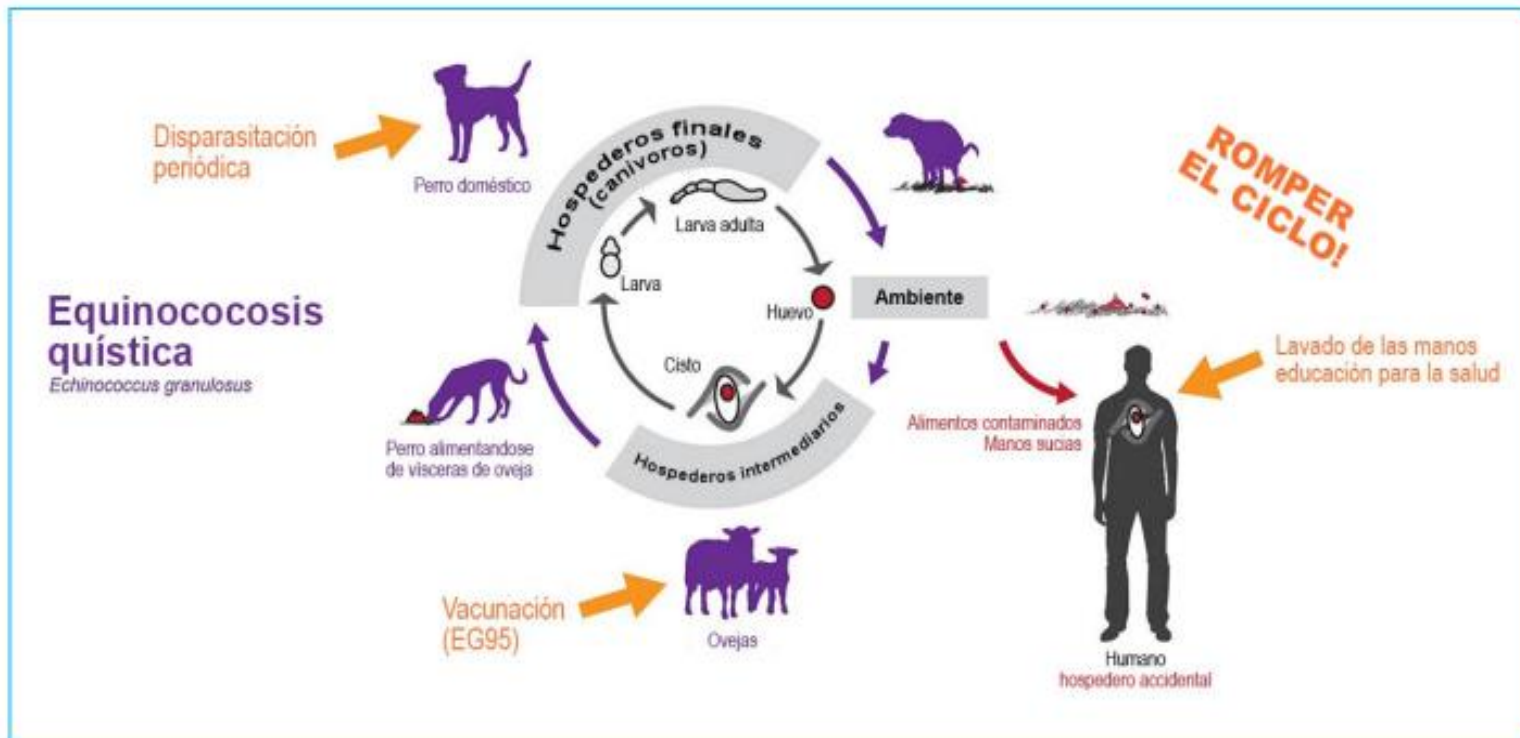 Disparasitación
periódica
Perro doméstico
Hospederos finales
(canívoros)
ROMPER
EL CICLO!
Larva adulta
Larva
Huevo
Ambiente
Equinococosis
quística
Echinococcus granulosus
Cisto
Perro alimentandose
de visceras de oveja
Hospederos intermediarios
Lavado de las manos
educación para la salud
Alimentos contaminados
Manos sucias
Vacunación
(EG95)
Ovejas
Humano
hospedero accidental